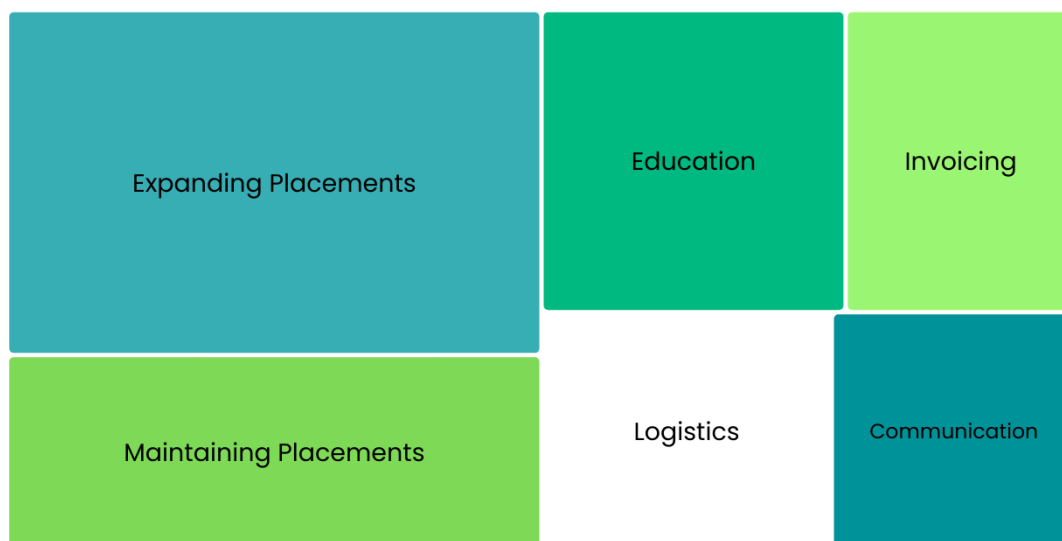 Expanding Placements
Education
Invoicing
Maintaining Placements
Logistics
Communication